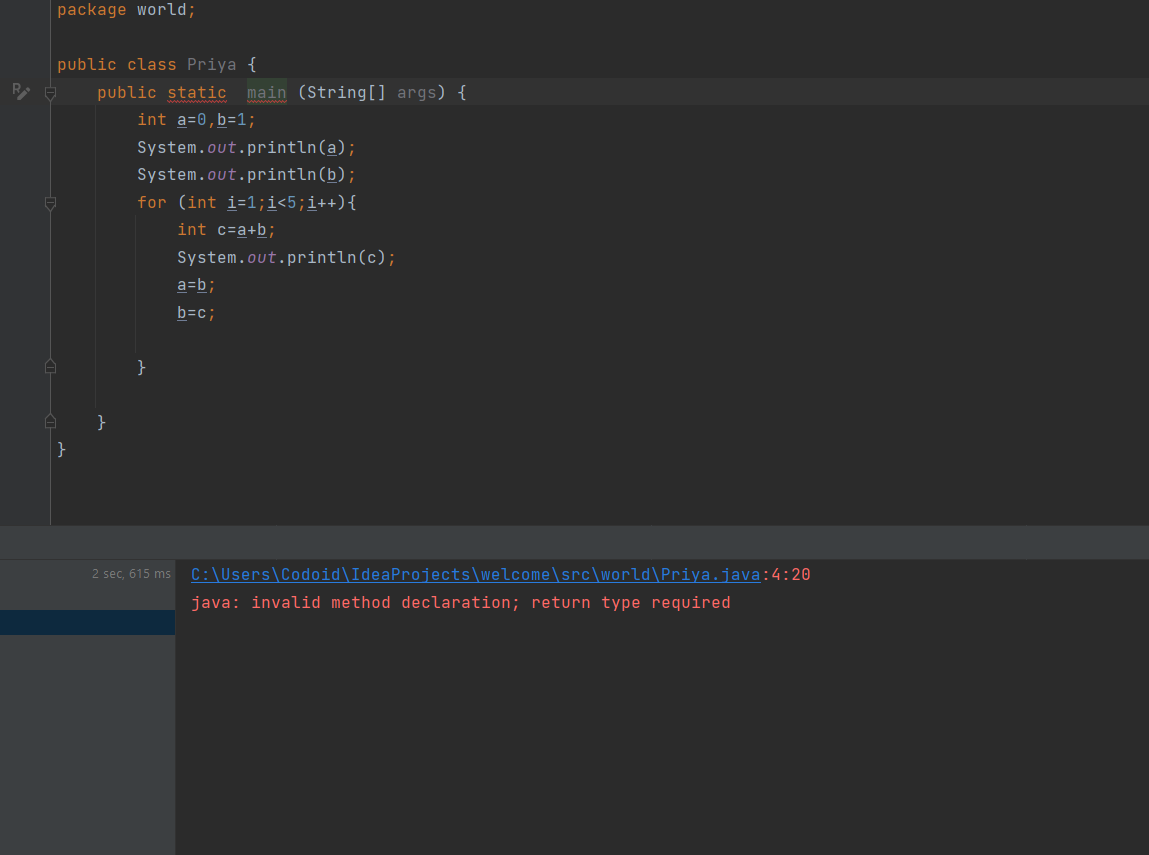 package world;
public class Priya {
public static  main (String[] args) {
int a=0,b=1;
System.out.println(a);
System.out.println(b);
for (int i=1;i<5;i++){
int c=a+b;
System.out.println(c);
a=b;
b=c;
}
}
}
2 sec, 615 ms
C:\Users\Codoid\IdeaProjects\welcome\src\world\Priya.java:4:20
java: invalid method declaration; return type required